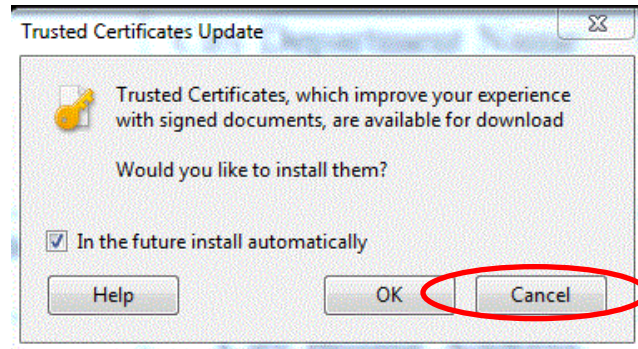 Trusted Certificates Update
Trusted Certificates, which improve your experience
with signed documents, are available for download
Would you like to install them?
In the future install automatically
Help OK Cancel